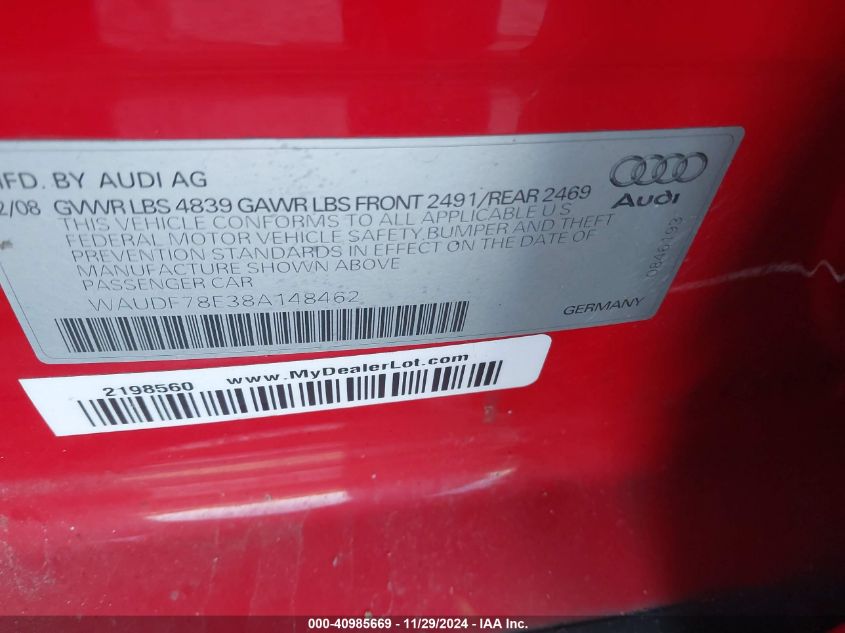 MFD. BY AUDI AG
2/08 GVWR LBS 4839 GAWR LBS FRONT 2491/REAR 2469
THIS VEHICLE CONFORMS TO ALL APPLICABLE U S
FEDERAL MOTOR VEHICLE SAFETY, BUMPER AND THEFT
PREVENTION STANDARDS IN EFFECT ON THE DATE OF
MANUFACTURE SHOWN ABOVE
PASSENGER CAR
WAUDF78E38A148462
Audi
0846193
GERMANY
2198560 www.MyDealerLot.com
000-40985669 - 11/29/2024 - IAA Inc.